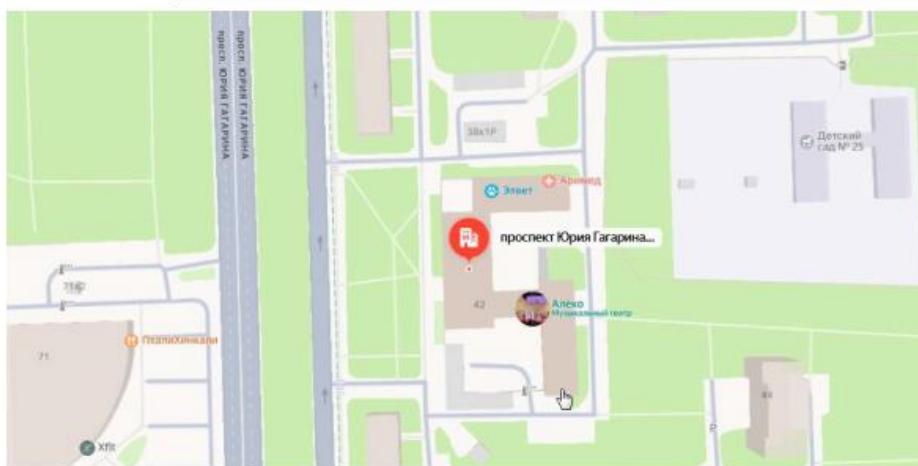 просп. ЮРИЯ ГАГАРИНА
просп. ЮРИЯ ГАГАРИНА
38к1Р
Детский
сад № 25
Элвет
Аримед
проспект Юрия Гагарина...
42
Алеко
Музыкальный театр
ПхалиХинкали
71
44
Р
Xfit